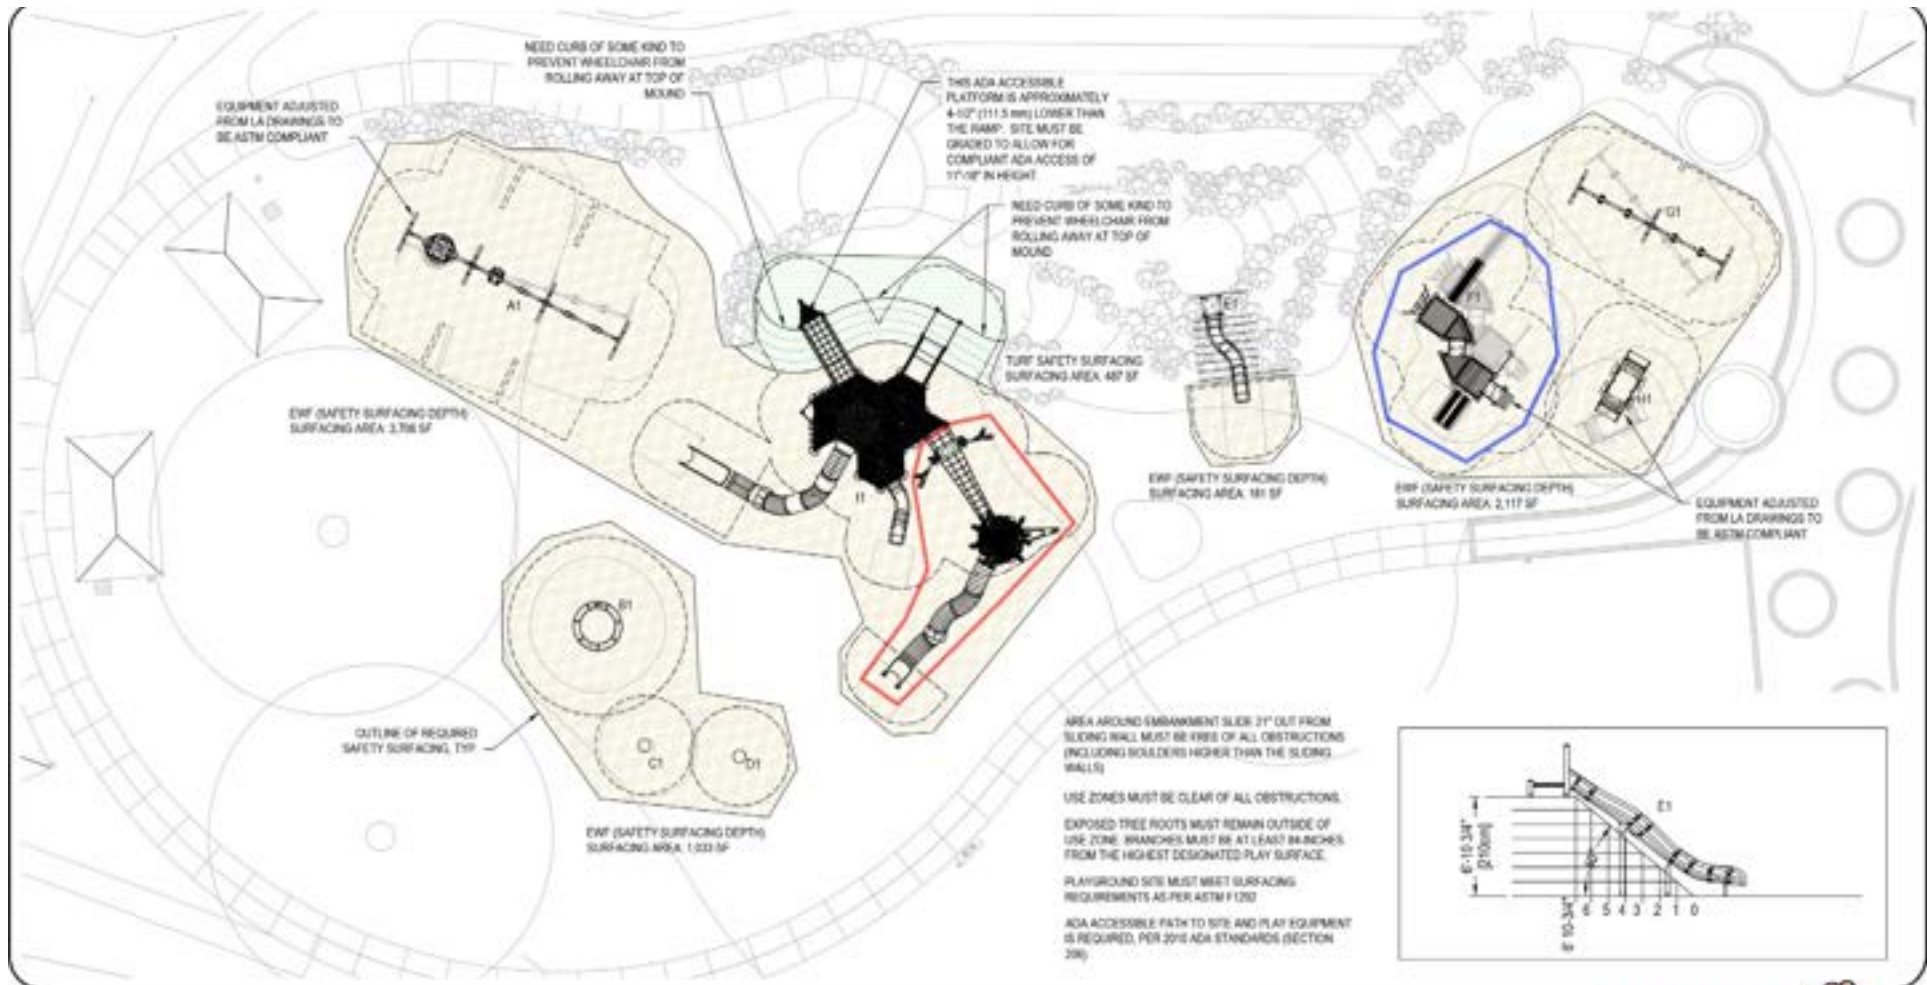 NEED CURB OF SOME KIND TO
PREVENT WHEELCHAIR FROM
ROLLING AWAY AT TOP OF
MOUND
EQUIPMENT ADJUSTED
FROM LA DRAWINGS TO
BE ASTM COMPLIANT
THIS ADA ACCESSIBLE
PLATFORM IS APPROXIMATELY
4-1/2" (111.5 mm) LOWER THAN
THE RAMP. SITE MUST BE
GRADED TO ALLOW FOR
COMPLIANT ADA ACCESS OF
11"-18" IN HEIGHT
NEED CURB OF SOME KIND TO
PREVENT WHEELCHAIR FROM
ROLLING AWAY AT TOP OF
MOUND
A1
E1
F1
G1
H1
I1
TURF SAFETY SURFACING
SURFACING AREA: 487 SF
EWF (SAFETY SURFACING DEPTH)
SURFACING AREA: SF
EWF (SAFETY SURFACING DEPTH)
SURFACING AREA: 181 SF
EWF (SAFETY SURFACING DEPTH)
SURFACING AREA: 2,117 SF
EQUIPMENT ADJUSTED
FROM LA DRAWINGS TO
BE ASTM COMPLIANT
B1
OUTLINE OF REQUIRED
SAFETY SURFACING, TYP
C1
D1
EWF (SAFETY SURFACING DEPTH)
SURFACING AREA: 1,033 SF
AREA AROUND EMBANKMENT SLIDE 21" OUT FROM
SLIDING WALL MUST BE FREE OF ALL OBSTRUCTIONS
(INCLUDING BOULDERS HIGHER THAN THE SLIDING
WALLS)
USE ZONES MUST BE CLEAR OF ALL OBSTRUCTIONS.
EXPOSED TREE ROOTS MUST REMAIN OUTSIDE OF
USE ZONE. BRANCHES MUST BE AT LEAST 84-INCHES
FROM THE HIGHEST DESIGNATED PLAY SURFACE.
PLAYGROUND SITE MUST MEET SURFACING
REQUIREMENTS AS PER ASTM F1292
ADA ACCESSIBLE PATH TO SITE AND PLAY EQUIPMENT
IS REQUIRED, PER 2010 ADA STANDARDS (SECTION
206)
E1
6'-10 3/4"
[210cm]
6 5 4 3 2 1 0
6' 10-3/4"